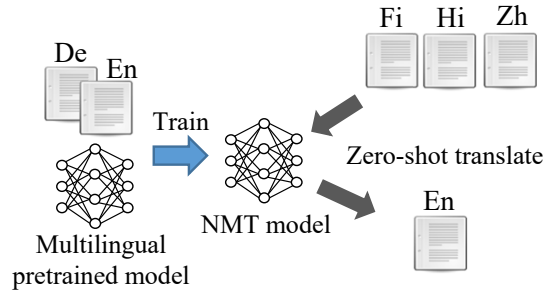 De
En
Train
Multilingual
pretrained model
NMT model
Fi Hi Zh
Zero-shot translate
En